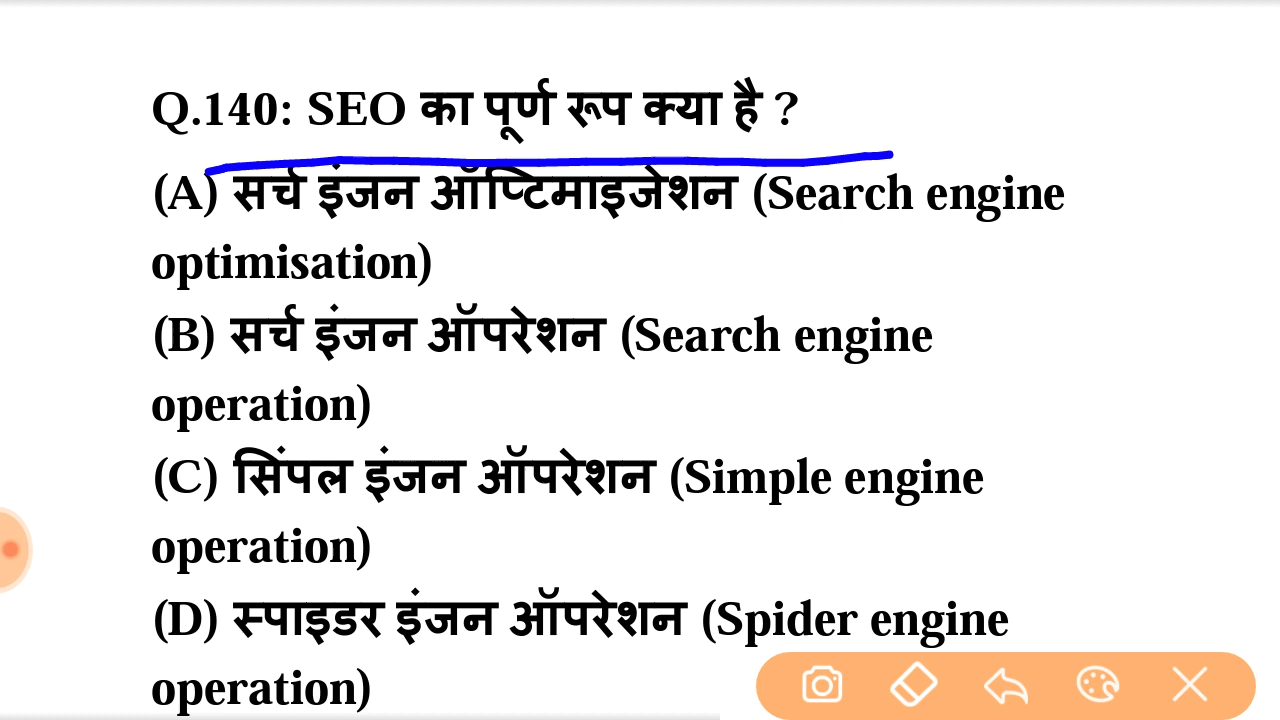 Q.140: SEO का पूर्ण रूप क्या है ?
(A) सर्च इंजन ऑप्टिमाइजेशन (Search engine
optimisation)
(B) सर्च इंजन ऑपरेशन (Search engine
operation)
(C) सिंपल इंजन ऑपरेशन (Simple engine
operation)
(D) स्पाइडर इंजन ऑपरेशन (Spider engine
operation)